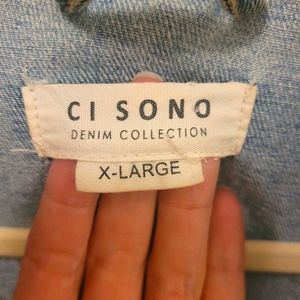 CI SONO
DENIM COLLECTION
X-LARGE